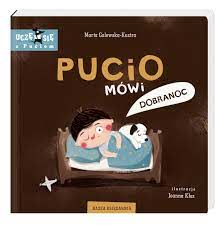 UCZĘ SIĘ
z Puciem
Marta Galewska-Kustra
PUCIO
MÓWI
DOBRANOC
ilustracje
Joanna Kłos
NASZA KSIĘGARNIA